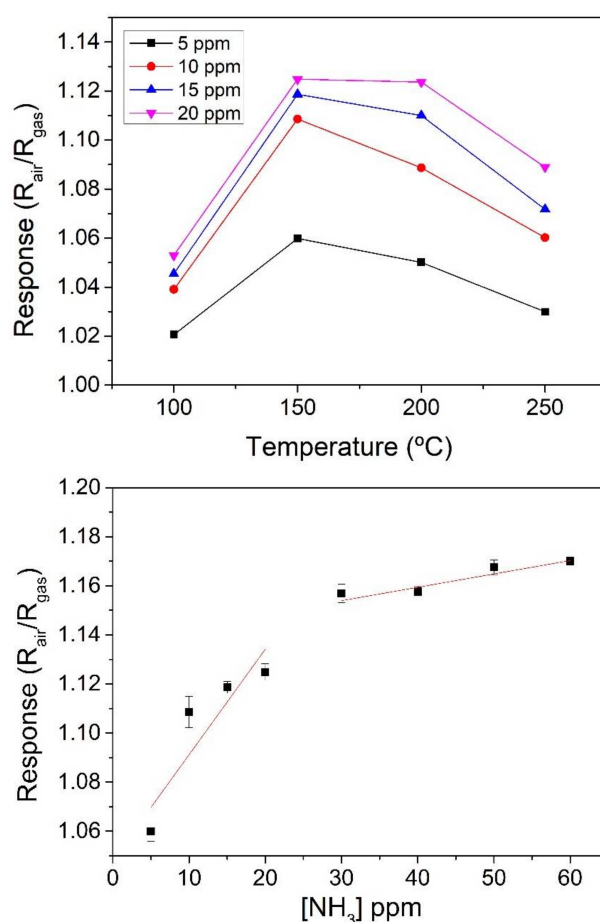 1.14
1.12
1.10
1.08
1.06
1.04
1.02
1.00
Response (Rair/Rgas)
5 ppm
10 ppm
15 ppm
20 ppm
100 150 200 250
Temperature (ºC)
1.20
1.18
1.16
1.14
1.12
1.10
1.08
1.06
Response (Rair/Rgas)
0 10 20 30 40 50 60
[NH3] ppm